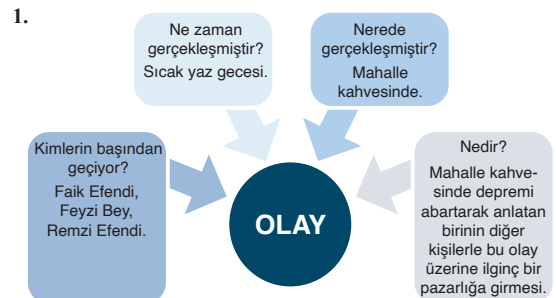 1.
Ne zaman
gerçekleşmiştir?
Sıcak yaz gecesi.
Nerede
gerçekleşmiştir?
Mahalle
kahvesinde.
Kimlerin başından
geçiyor?
Faik Efendi,
Feyzi Bey,
Remzi Efendi.
OLAY
Nedir?
Mahalle kahve-
sinde depremi
abartarak anlatan
birinin diğer
kişilerle bu olay
üzerine ilginç bir
pazarlığa girmesi.